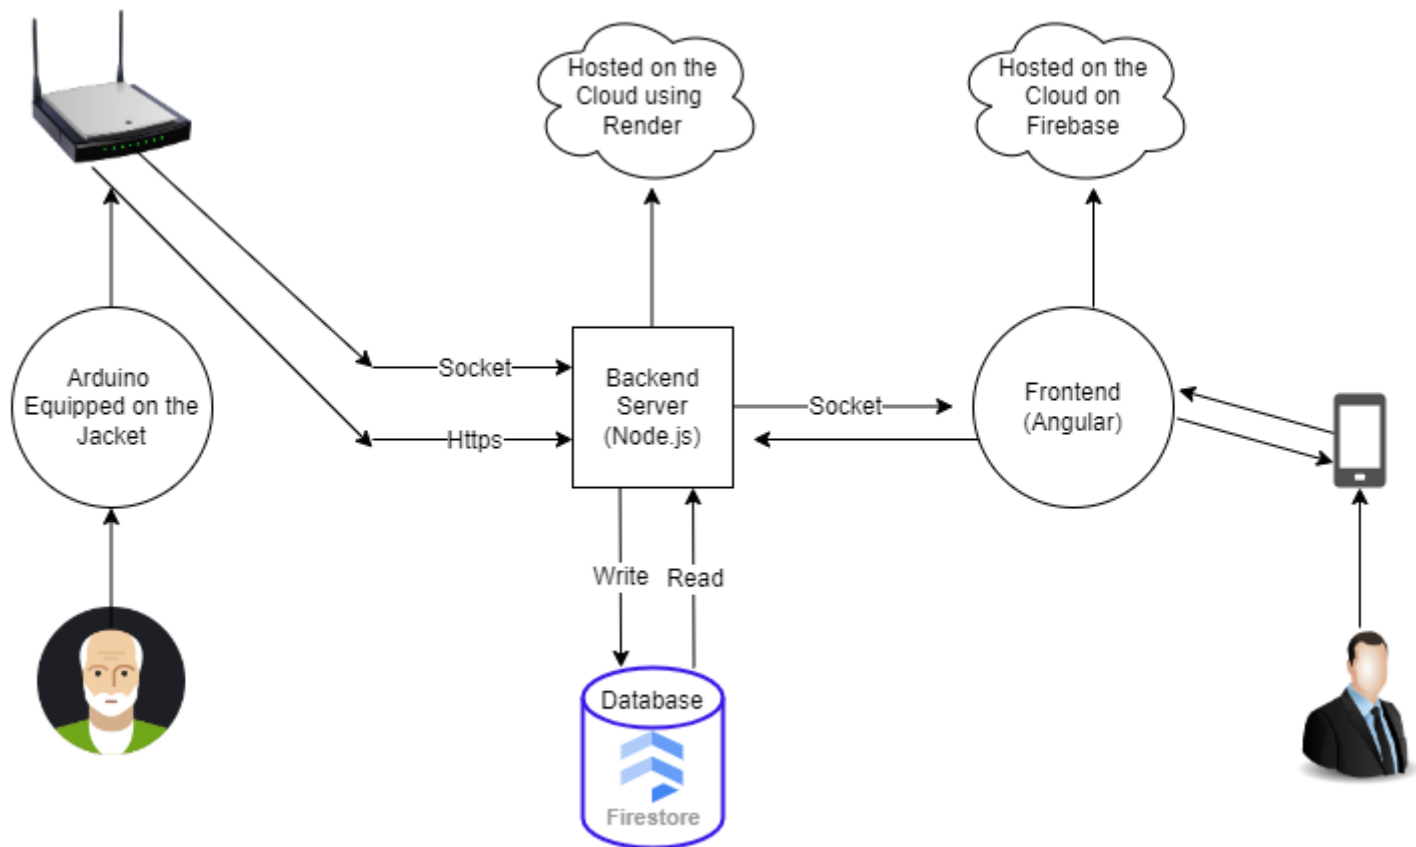 Hosted on the
Cloud using
Render
Hosted on the
Cloud on
Firebase
Arduino
Equipped on the
Jacket
Socket
Https
Backend
Server
(Node.js)
Socket
Frontend
(Angular)
Write
Read
Database
Firestore